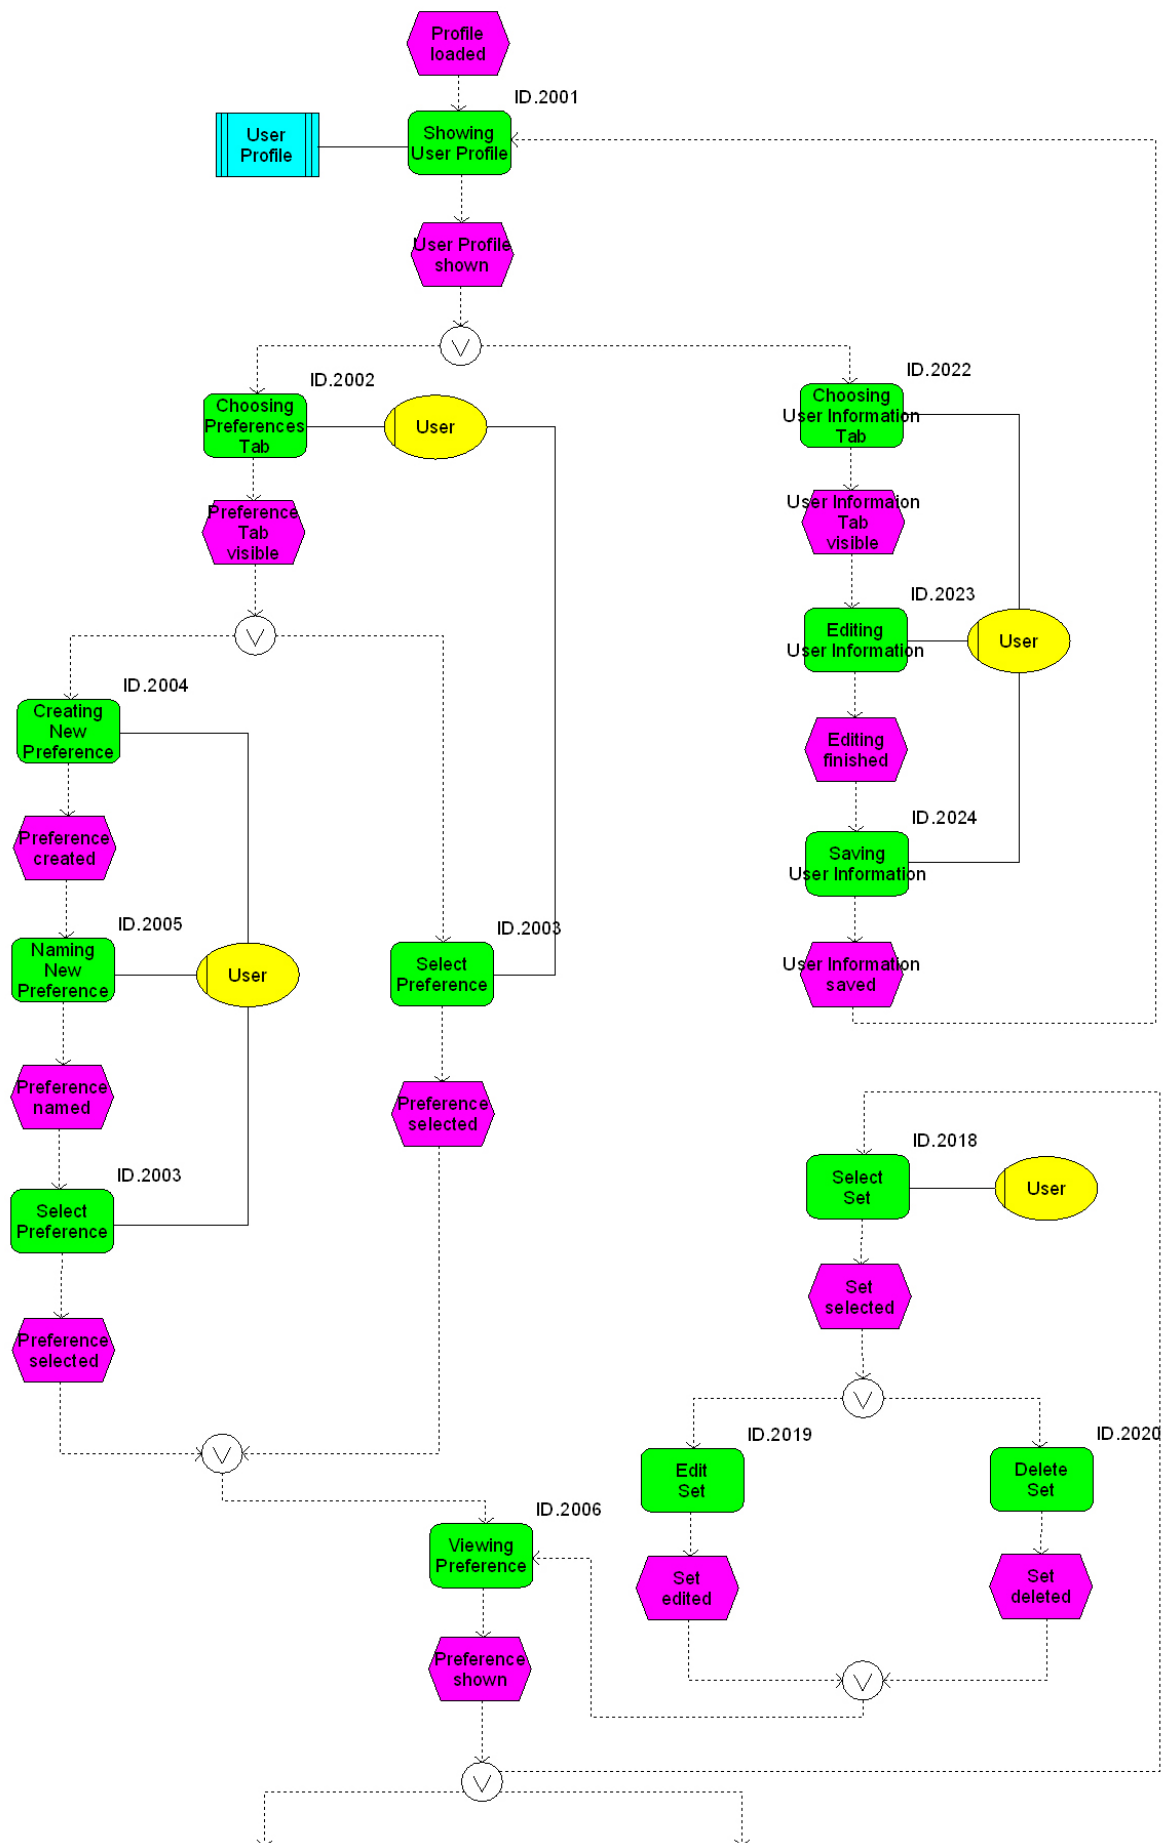 Profile
loaded
ID.2001
User
Profile
Showing
User Profile
User Profile
shown
ID.2002
Choosing
Preferences
Tab
User
ID.2022
Choosing
User Information
Tab
Preference
Tab
visible
User Information
Tab
visible
ID.2023
Editing
User Information
User
ID.2004
Creating
New
Preference
Editing
finished
Preference
created
ID.2024
Saving
User Information
ID.2005
Naming
New
Preference
User
ID.2003
Select
Preference
User Information
saved
Preference
named
Preference
selected
ID.2003
Select
Preference
ID.2018
Select
Set
User
Set
selected
Preference
selected
ID.2019
Edit
Set
ID.2020
Delete
Set
ID.2006
Viewing
Preference
Set
edited
Set
deleted
Preference
shown